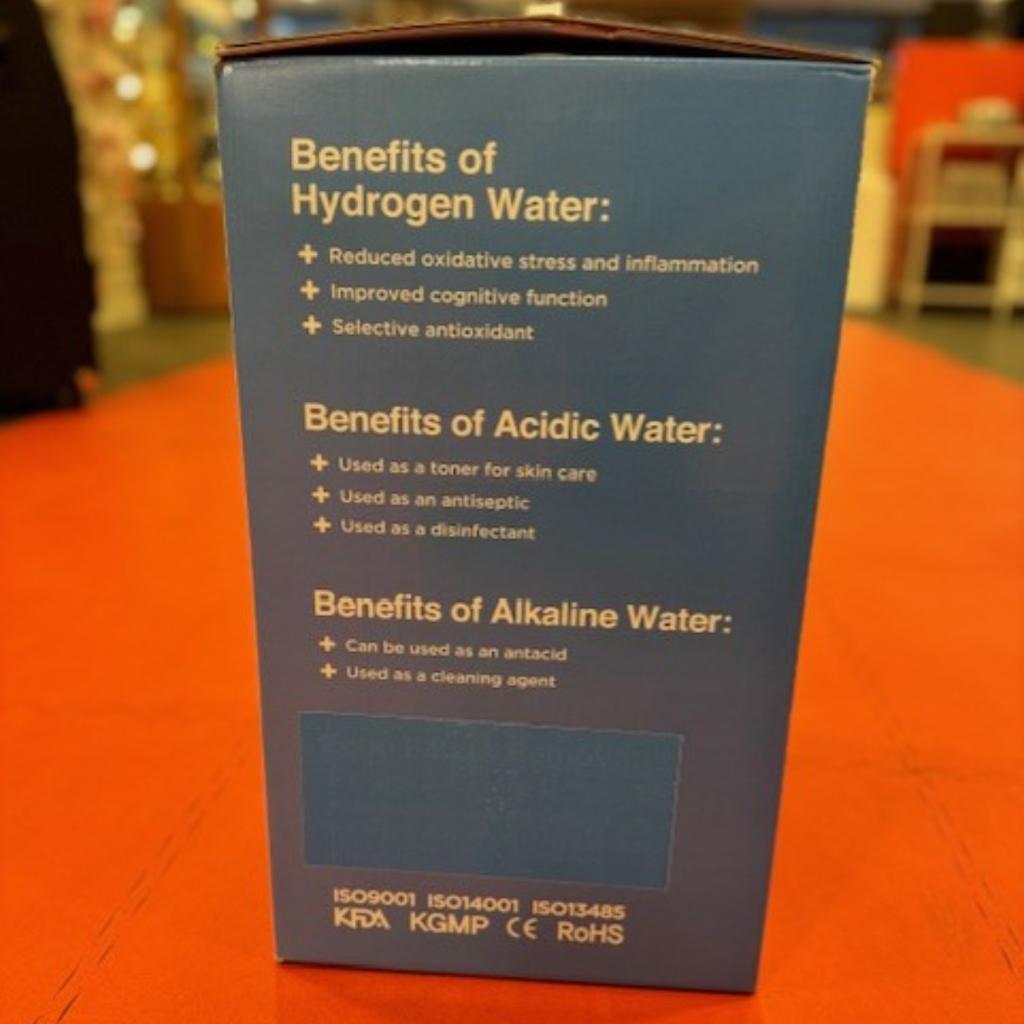 Benefits of
Hydrogen Water:
+ Reduced oxidative stress and inflammation
+ Improved cognitive function
+ Selective antioxidant
Benefits of Acidic Water:
+ Used as a toner for skin care
+ Used as an antiseptic
+ Used as a disinfectant
Benefits of Alkaline Water:
+ Can be used as an antacid
+ Used as a cleaning agent
ISO9001 ISO14001 ISO13485
KFDA KGMP CE RoHS